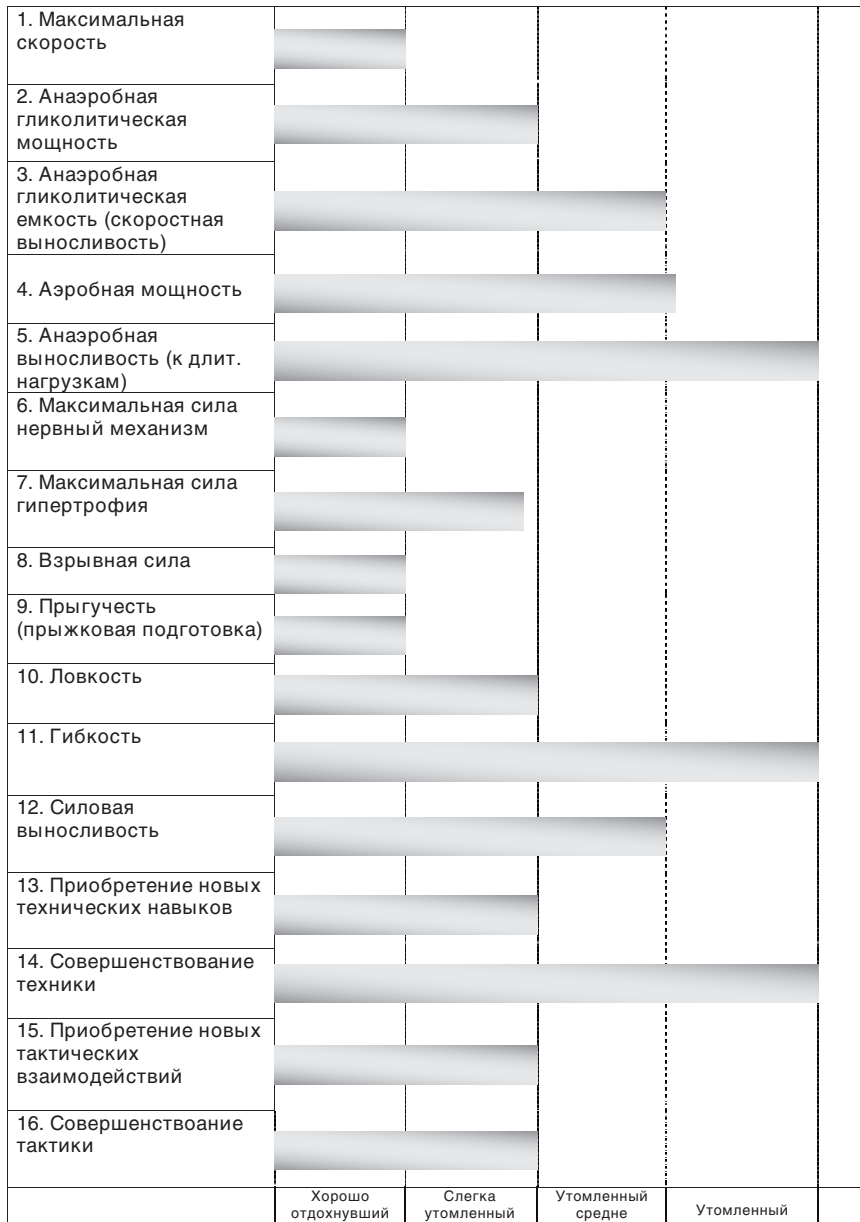 1. Максимальная
скорость
2. Анаэробная
гликолитическая
мощность
3. Анаэробная
гликолитическая
емкость (скоростная
выносливость)
4. Аэробная мощность
5. Анаэробная
выносливость (к длит.
нагрузкам)
6. Максимальная сила
нервный механизм
7. Максимальная сила
гипертрофия
8. Взрывная сила
9. Прыгучесть
(прыжковая подготовка)
10. Ловкость
11. Гибкость
12. Силовая
выносливость
13. Приобретение новых
технических навыков
14. Совершенствование
техники
15. Приобретение новых
тактических
взаимодействий
16. Совершенствоание
тактики
Хорошо
отдохнувший
Слегка
утомленный
Утомленный
средне
Утомленный